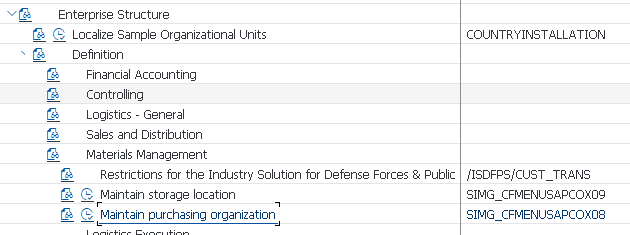 Enterprise Structure
Localize Sample Organizational Units COUNTRYINSTALLATION
Definition
Financial Accounting
Controlling
Logistics - General
Sales and Distribution
Materials Management
Restrictions for the Industry Solution for Defense Forces & Public /ISDFPS/CUST_TRANS
Maintain storage location SIMG_CFMENUSAPCOX09
Maintain purchasing organization SIMG_CFMENUSAPCOX08
Logistics Execution